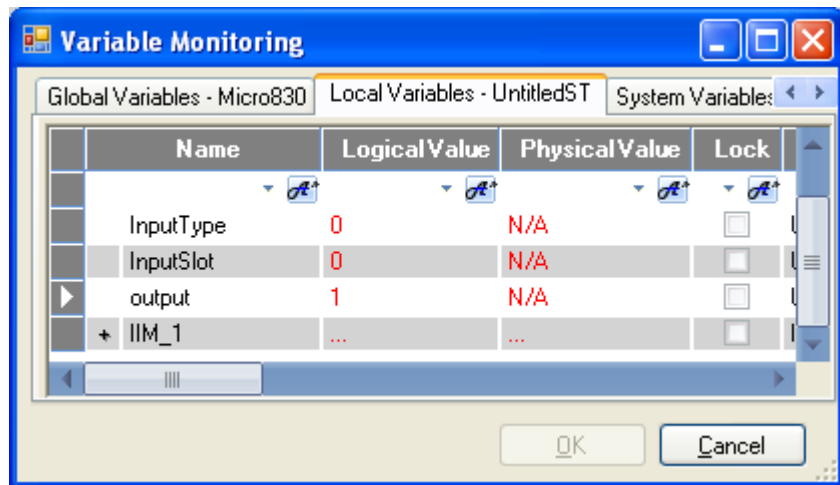 Variable Monitoring
Global Variables - Micro830 Local Variables - UntitledST System Variables
Name Logical Value Physical Value Lock
InputType 0 N/A
InputSlot 0 N/A
output 1 N/A
+ IIM_1 ... ...
OK Cancel